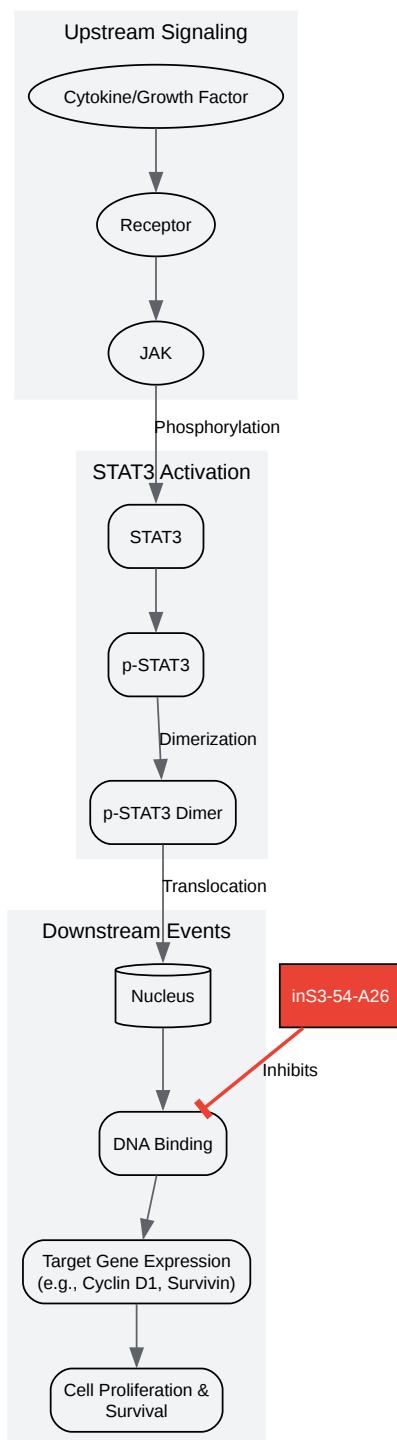 Upstream Signaling
Cytokine/Growth Factor
Receptor
JAK
Phosphorylation
STAT3 Activation
STAT3
p-STAT3
Dimerization
p-STAT3 Dimer
Translocation
Downstream Events
Nucleus
inS3-54-A26
Inhibits
DNA Binding
Target Gene Expression
(e.g., Cyclin D1, Survivin)
Cell Proliferation &
Survival